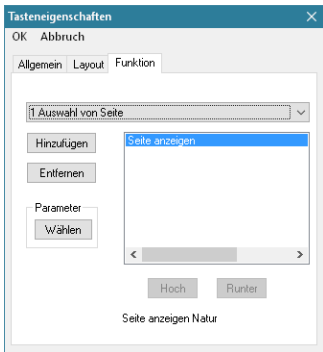 Tasteneigenschaften
OK Abbruch
Allgemein Layout Funktion
1 Auswahl von Seite
Hinzufügen
Seite anzeigen
Entfernen
Parameter
Wählen
Hoch Runter
Seite anzeigen Natur